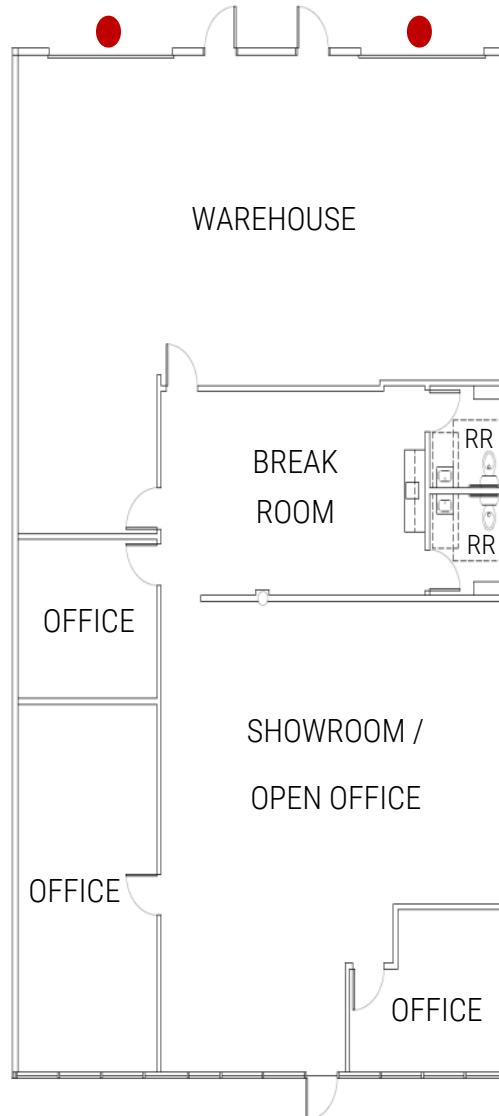 WAREHOUSE
RR
BREAK
ROOM
RR
OFFICE
SHOWROOM /
OPEN OFFICE
OFFICE
OFFICE